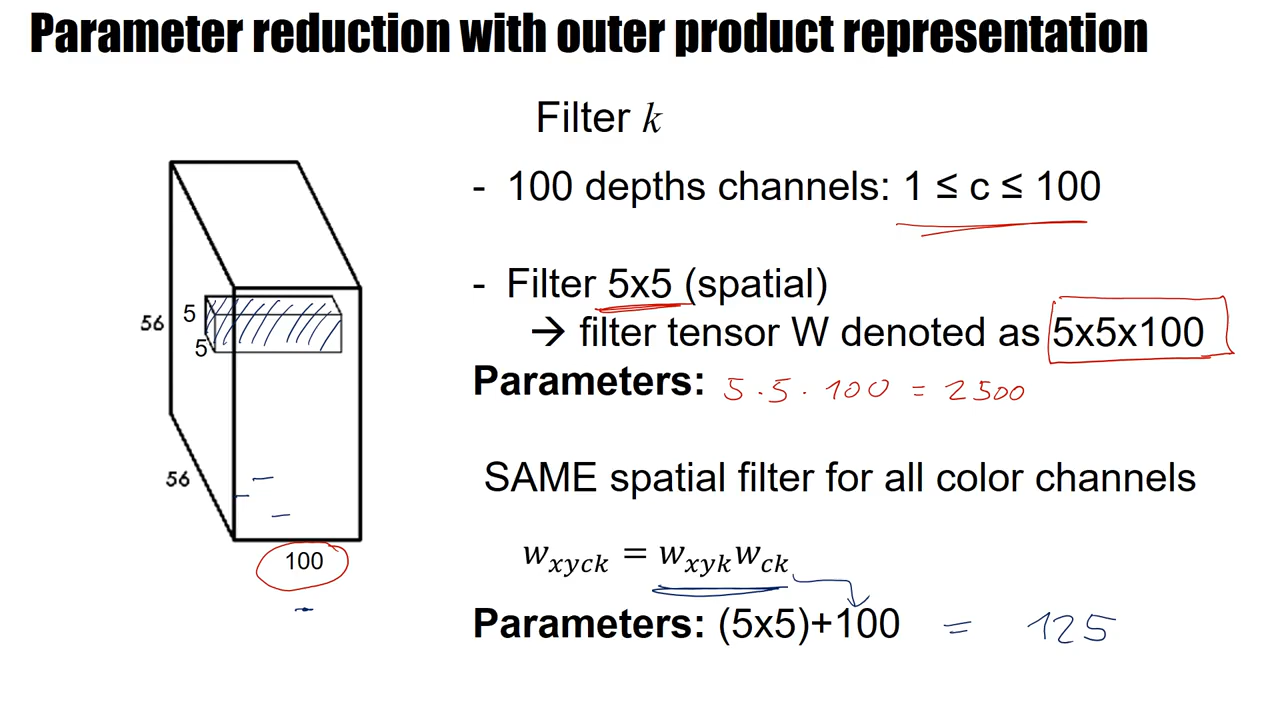 Parameter reduction with outer product representation
Filter k
- 100 depths channels: 1 ≤ c ≤ 100
- Filter 5x5 (spatial)
→ filter tensor W denoted as 5x5x100
Parameters: 5 · 5 · 100 = 2500
SAME spatial filter for all color channels
w_xyck = w_xyk w_ck
Parameters: (5x5)+100 = 125
56
5
5
56
100